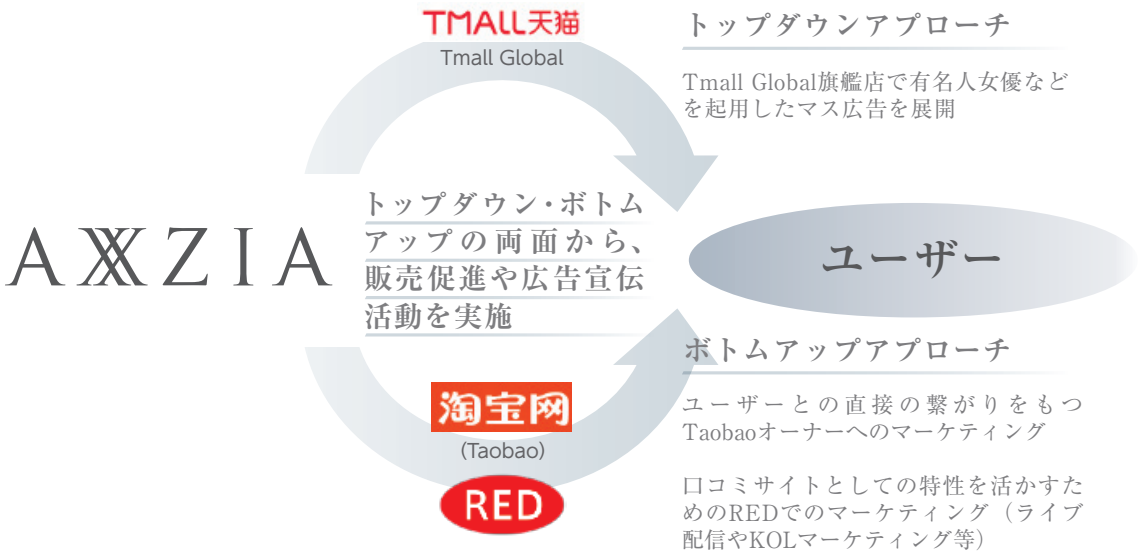 TMALL天猫
Tmall Global
トップダウンアプローチ
Tmall Global旗艦店で有名人女優など
を起用したマス広告を展開
AXXZIA
トップダウン・ボトム
アップの両面から、
販売促進や広告宣伝
活動を実施
ユーザー
ボトムアップアプローチ
淘宝网
(Taobao)
RED
ユーザーとの直接の繋がりをもつ
Taobaoオーナーへのマーケティング
口コミサイトとしての特性を活かすた
めのREDでのマーケティング（ライブ
配信やKOLマーケティング等）